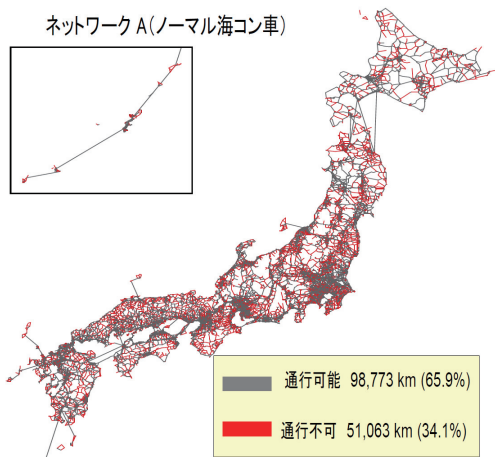 ネットワーク A(ノーマル海コン車)
通行可能 98,773 km (65.9%)
通行不可 51,063 km (34.1%)